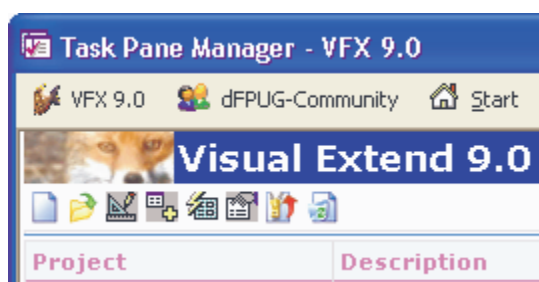 Task Pane Manager - VFX 9.0
VFX 9.0 dFPUG-Community Start
Visual Extend 9.0
Project Description